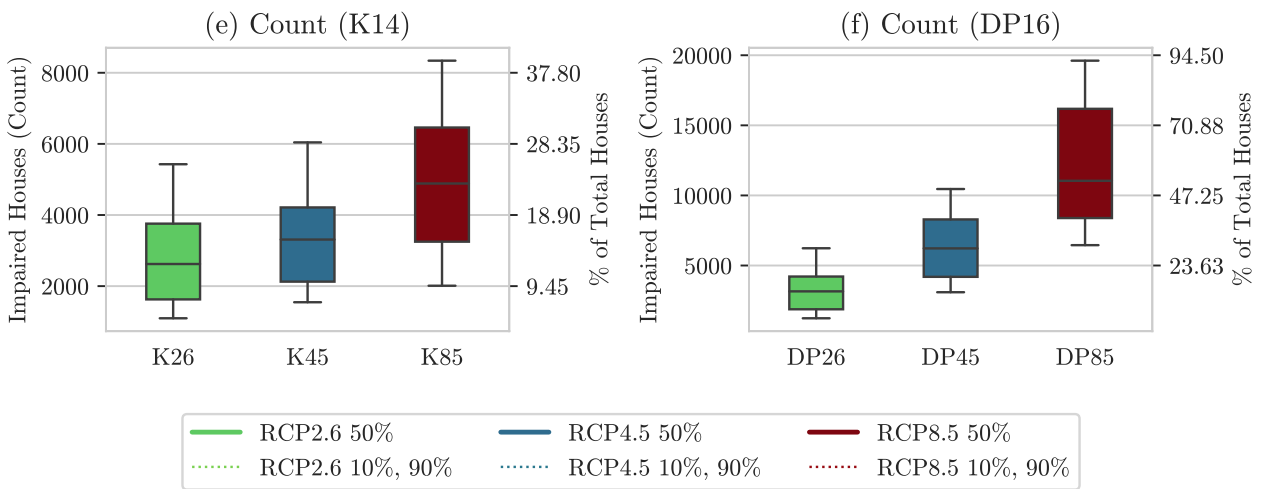 (e) Count (K14)
Impaired Houses (Count)
8000
6000
4000
2000
37.80
28.35
18.90
9.45
% of Total Houses
K26
K45
K85
(f) Count (DP16)
Impaired Houses (Count)
20000
15000
10000
5000
94.50
70.88
47.25
23.63
% of Total Houses
DP26
DP45
DP85
RCP2.6 50%
RCP2.6 10%, 90%
RCP4.5 50%
RCP4.5 10%, 90%
RCP8.5 50%
RCP8.5 10%, 90%